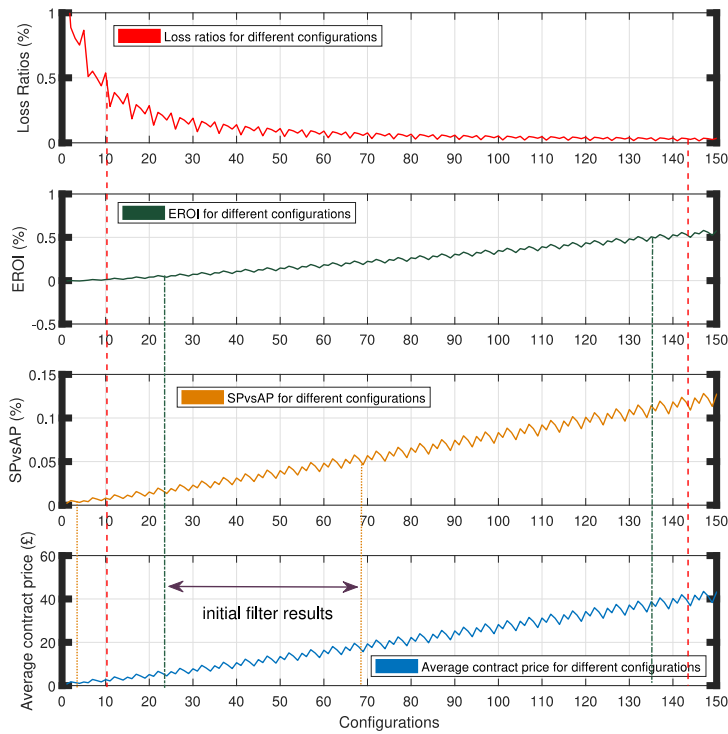 Loss Ratios (%)
1
0.5
0
Loss ratios for different configurations
0 10 20 30 40 50 60 70 80 90 100 110 120 130 140 150
EROI (%)
1
0.5
0
-0.5
EROI for different configurations
0 10 20 30 40 50 60 70 80 90 100 110 120 130 140 150
SPvsAP (%)
0.15
0.1
0.05
0
SPvsAP for different configurations
0 10 20 30 40 50 60 70 80 90 100 110 120 130 140 150
Average contract price (£)
60
40
20
0
initial filter results
Average contract price for different configurations
0 10 20 30 40 50 60 70 80 90 100 110 120 130 140 150
Configurations